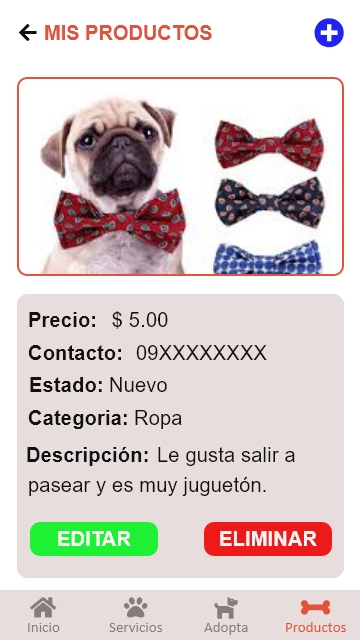 MIS PRODUCTOS
Precio: $ 5.00
Contacto: 09XXXXXXXX
Estado: Nuevo
Categoria: Ropa
Descripción: Le gusta salir a
pasear y es muy juguetón.
EDITAR ELIMINAR
Inicio Servicios Adopta Productos